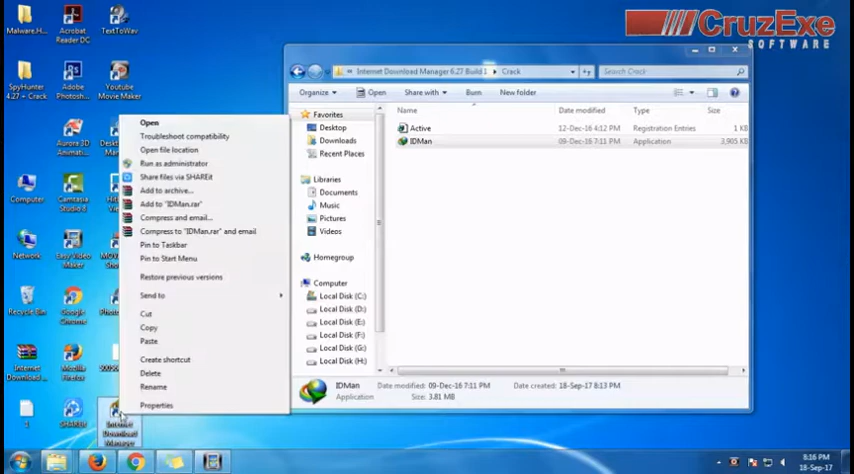 CruzExe
SOFTWARE
Malware.H...
Acrobat
Reader DC
TextToWav
SpyHunter
4.27 + Crack
Adobe
Photosh...
Youtube
Movie Maker
Aurora 3D
Animati...
Computer
Camtasia
Studio 8
Network
Easy Video
Maker
Recycle Bin
Google
Chrome
Internet
Downloa...
Mozilla
Firefox
1
SHAREit
Internet
Download
Manager
Open
Troubleshoot compatibility
Open file location
Run as administrator
Share files via SHAREit
Add to archive...
Add to "IDMan.rar"
Compress and email...
Compress to "IDMan.rar" and email
Pin to Taskbar
Pin to Start Menu
Restore previous versions
Send to
Cut
Copy
Paste
Create shortcut
Delete
Rename
Properties
Internet Download Manager 6.27 Build 1
Crack
Search Crack
Organize
Open
Share with
Burn
New folder
Favorites
Desktop
Downloads
Recent Places
Libraries
Documents
Music
Pictures
Videos
Homegroup
Computer
Local Disk (C:)
Local Disk (D:)
Local Disk (E:)
Local Disk (F:)
Local Disk (G:)
Local Disk (H:)
Name Date modified Type Size
Active 12-Dec-16 4:12 PM Registration Entries 1 KB
IDMan 09-Dec-16 7:11 PM Application 3,905 KB
IDMan Date modified: 09-Dec-16 7:11 PM Date created: 18-Sep-17 8:13 PM
Application Size: 3.81 MB
8:16 PM
18-Sep-17